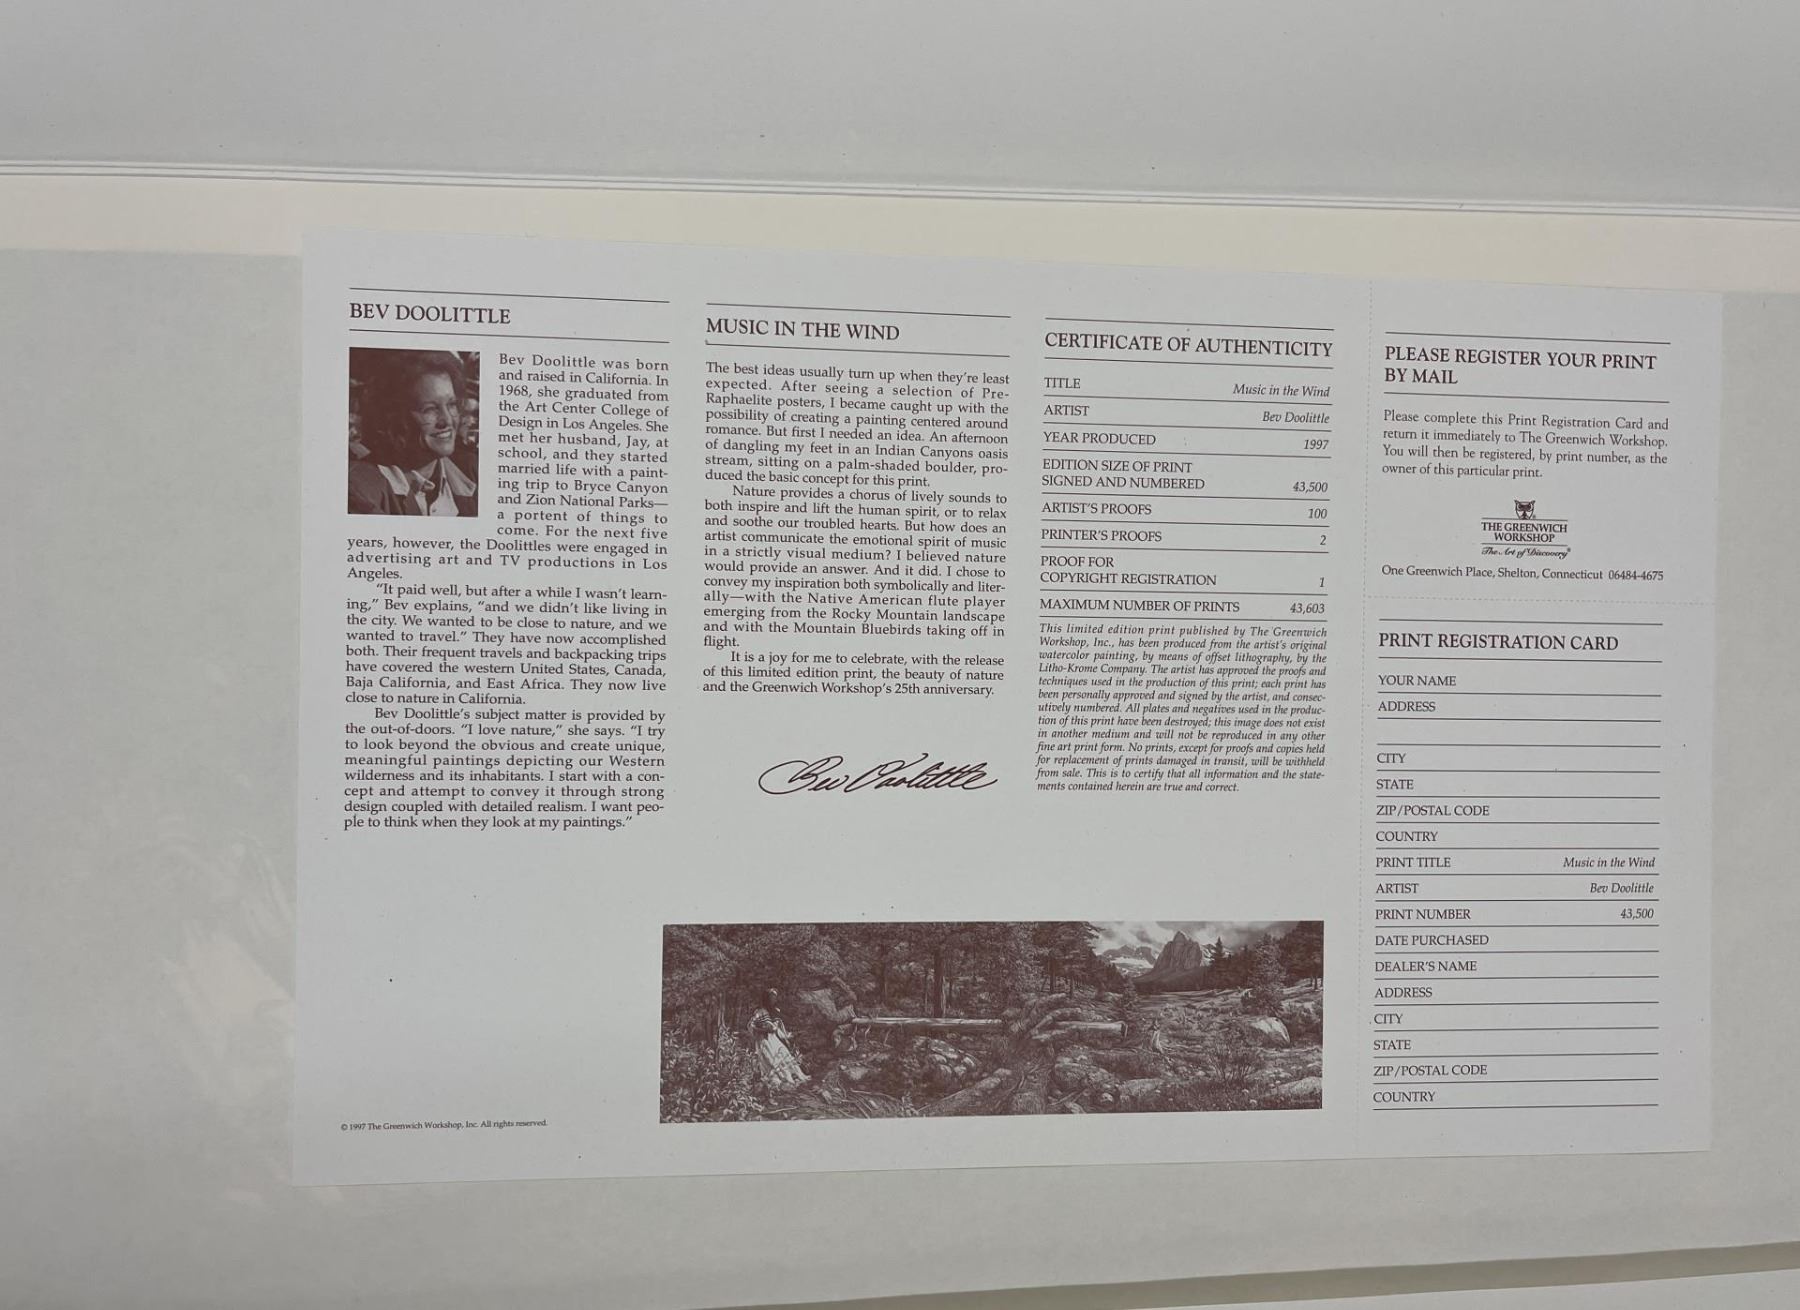 BEV DOOLITTLE
Bev Doolittle was born
and raised in California. In
1968, she graduated from
the Art Center College of
Design in Los Angeles. She
met her husband, Jay, at
school, and they started
married life with a paint-
ing trip to Bryce Canyon
and Zion National Parks—
a portent of things to
come. For the next five
years, however, the Doolittles were engaged in
advertising art and TV productions in Los
Angeles.
"It paid well, but after a while I wasn't learn-
ing," Bev explains, "and we didn't like living in
the city. We wanted to be close to nature, and we
wanted to travel." They have now accomplished
both. Their frequent travels and backpacking trips
have covered the western United States, Canada,
Baja California, and East Africa. They now live
close to nature in California.
Bev Doolittle's subject matter is provided by
the out-of-doors. "I love nature," she says. "I try
to look beyond the obvious and create unique,
meaningful paintings depicting our Western
wilderness and its inhabitants. I start with a con-
cept and attempt to convey it through strong
design coupled with detailed realism. I want peo-
ple to think when they look at my paintings."
© 1997 The Greenwich Workshop, Inc. All rights reserved.
MUSIC IN THE WIND
The best ideas usually turn up when they're least
expected. After seeing a selection of Pre-
Raphaelite posters, I became caught up with the
possibility of creating a painting centered around
romance. But first I needed an idea. An afternoon
of dangling my feet in an Indian Canyons oasis
stream, sitting on a palm-shaded boulder, pro-
duced the basic concept for this print.
Nature provides a chorus of lively sounds to
both inspire and lift the human spirit, or to relax
and soothe our troubled hearts. But how does an
artist communicate the emotional spirit of music
in a strictly visual medium? I believed nature
would provide an answer. And it did. I chose to
convey my inspiration both symbolically and liter-
ally—with the Native American flute player
emerging from the Rocky Mountain landscape
and with the Mountain Bluebirds taking off in
flight.
It is a joy for me to celebrate, with the release
of this limited edition print, the beauty of nature
and the Greenwich Workshop's 25th anniversary.
Bev Doolittle
CERTIFICATE OF AUTHENTICITY
TITLE Music in the Wind
ARTIST Bev Doolittle
YEAR PRODUCED 1997
EDITION SIZE OF PRINT
SIGNED AND NUMBERED 43,500
ARTIST'S PROOFS 100
PRINTER'S PROOFS 2
PROOF FOR
COPYRIGHT REGISTRATION 1
MAXIMUM NUMBER OF PRINTS 43,603
This limited edition print published by The Greenwich
Workshop, Inc., has been produced from the artist's original
watercolor painting, by means of offset lithography, by the
Litho-Krome Company. The artist has approved the proofs and
techniques used in the production of this print; each print has
been personally approved and signed by the artist, and consec-
utively numbered. All plates and negatives used in the produc-
tion of this print have been destroyed; this image does not exist
in another medium and will not be reproduced in any other
fine art print form. No prints, except for proofs and copies held
for replacement of prints damaged in transit, will be withheld
from sale. This is to certify that all information and the state-
ments contained herein are true and correct.
PLEASE REGISTER YOUR PRINT
BY MAIL
Please complete this Print Registration Card and
return it immediately to The Greenwich Workshop.
You will then be registered, by print number, as the
owner of this particular print.
THE GREENWICH
WORKSHOP
The Art of Discovery®
One Greenwich Place, Shelton, Connecticut 06484-4675
PRINT REGISTRATION CARD
YOUR NAME
ADDRESS
CITY
STATE
ZIP/POSTAL CODE
COUNTRY
PRINT TITLE Music in the Wind
ARTIST Bev Doolittle
PRINT NUMBER 43,500
DATE PURCHASED
DEALER'S NAME
ADDRESS
CITY
STATE
ZIP/POSTAL CODE
COUNTRY